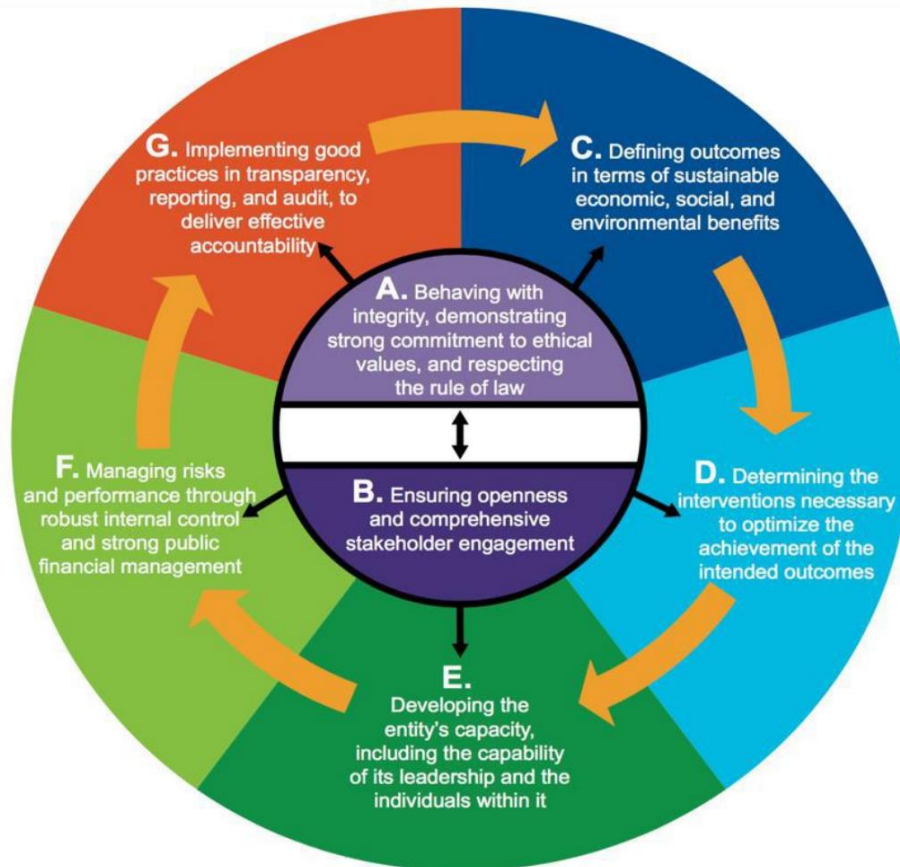 A. Behaving with
integrity, demonstrating
strong commitment to ethical
values, and respecting
the rule of law
B. Ensuring openness
and comprehensive
stakeholder engagement
C. Defining outcomes
in terms of sustainable
economic, social, and
environmental benefits
D. Determining the
interventions necessary
to optimize the
achievement of the
intended outcomes
E.
Developing the
entity's capacity,
including the capability
of its leadership and the
individuals within it
F. Managing risks
and performance through
robust internal control
and strong public
financial management
G. Implementing good
practices in transparency,
reporting, and audit, to
deliver effective
accountability